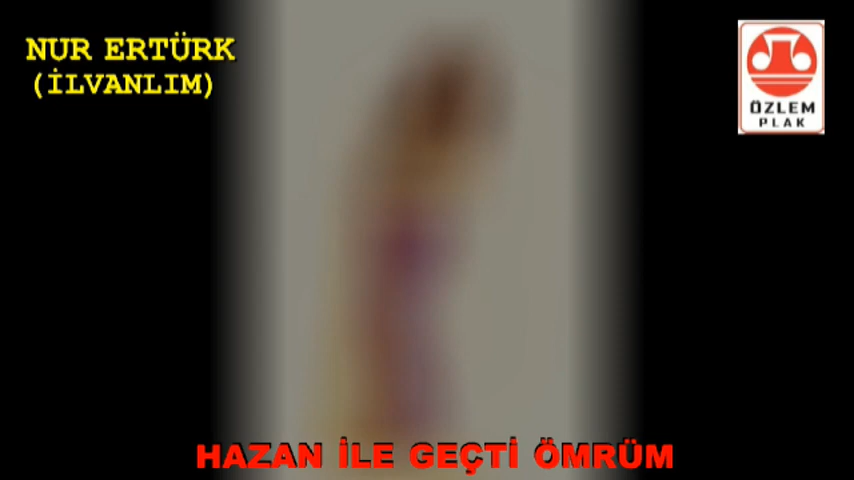 NUR ERTÜRK
(İLVANLIM)
ÖZLEM
PLAK
HAZAN İLE GEÇTİ ÖMRÜM